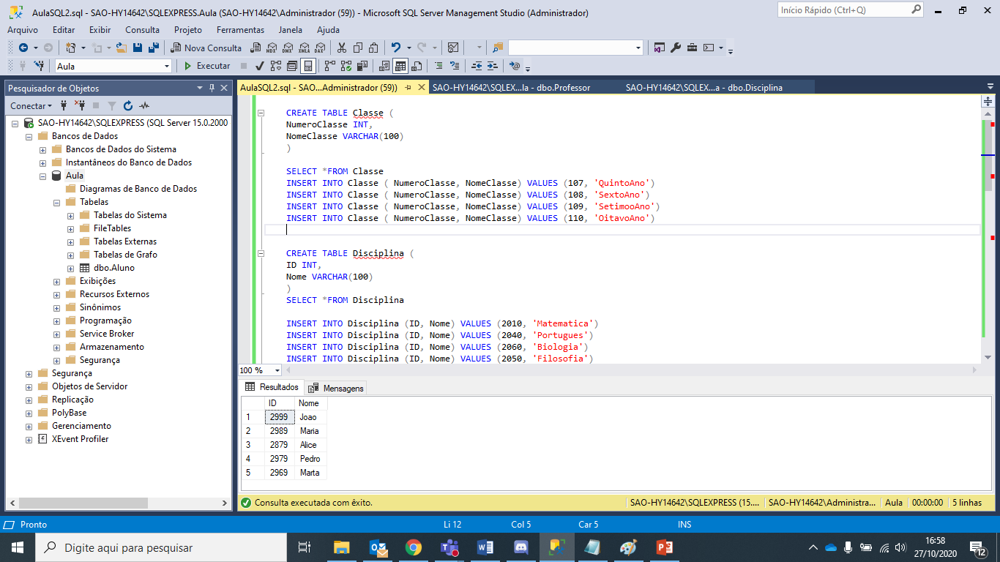 AulaSQL2.sql - SAO-HY14642\SQLEXPRESS.Aula (SAO-HY14642\Administrador (59)) - Microsoft SQL Server Management Studio (Administrador)
Início Rápido (Ctrl+Q)
Arquivo Editar Exibir Consulta Projeto Ferramentas Janela Ajuda
Nova Consulta MDX DMX XMLA DAX
Aula Executar
Pesquisador de Objetos
AulaSQL2.sql - SAO...Administrador (59)) SAO-HY14642\SQLEX...la - dbo.Professor SAO-HY14642\SQLEX...a - dbo.Disciplina
Conectar
SAO-HY14642\SQLEXPRESS (SQL Server 15.0.2000
Bancos de Dados
Bancos de Dados do Sistema
Instantâneos do Banco de Dados
Aula
Diagramas de Banco de Dados
Tabelas
Tabelas do Sistema
FileTables
Tabelas Externas
Tabelas de Grafo
dbo.Aluno
Exibições
Recursos Externos
Sinônimos
Programação
Service Broker
Armazenamento
Segurança
Segurança
Objetos de Servidor
Replicação
PolyBase
Gerenciamento
XEvent Profiler
CREATE TABLE Classe (
NumeroClasse INT,
NomeClasse VARCHAR(100)
)
SELECT *FROM Classe
INSERT INTO Classe ( NumeroClasse, NomeClasse) VALUES (107, 'QuintoAno')
INSERT INTO Classe ( NumeroClasse, NomeClasse) VALUES (108, 'SextoAno')
INSERT INTO Classe ( NumeroClasse, NomeClasse) VALUES (109, 'SetimooAno')
INSERT INTO Classe ( NumeroClasse, NomeClasse) VALUES (110, 'OitavoAno')
CREATE TABLE Disciplina (
ID INT,
Nome VARCHAR(100)
)
SELECT *FROM Disciplina
INSERT INTO Disciplina (ID, Nome) VALUES (2010, 'Matematica')
INSERT INTO Disciplina (ID, Nome) VALUES (2040, 'Portugues')
INSERT INTO Disciplina (ID, Nome) VALUES (2060, 'Biologia')
INSERT INTO Disciplina (ID, Nome) VALUES (2050, 'Filosofia')
100 %
Resultados Mensagens
ID Nome
1 2999 Joao
2 2989 Maria
3 2879 Alice
4 2979 Pedro
5 2969 Marta
Consulta executada com êxito. SAO-HY14642\SQLEXPRESS (15.... SAO-HY14642\Administra... Aula 00:00:00 5 linhas
Pronto Li 12 Col 5 Car 5 INS
Digite aqui para pesquisar
16:58
27/10/2020
12